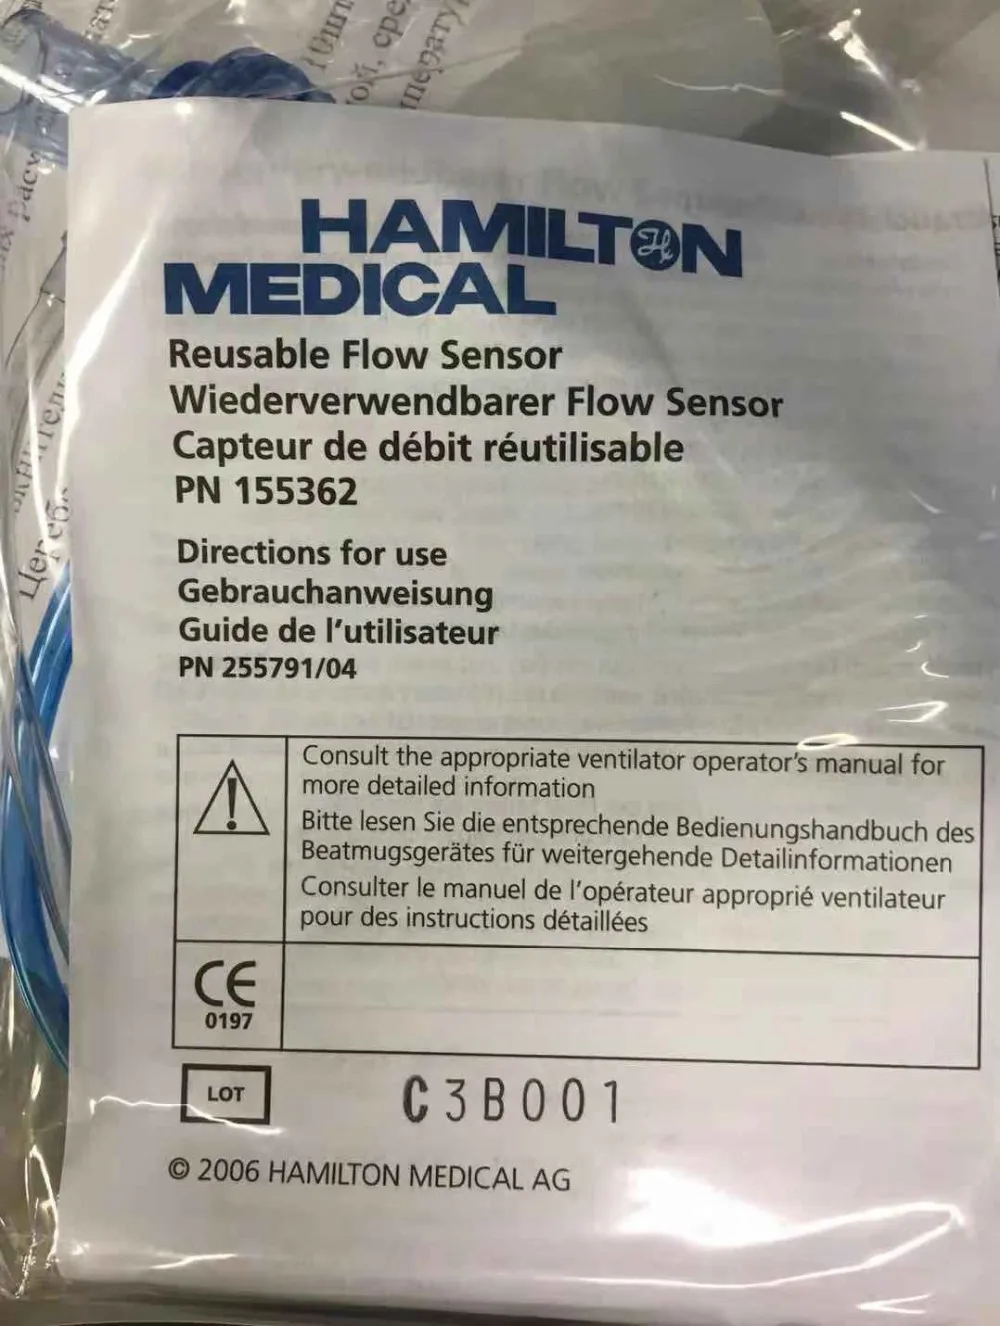 HAMILTON
MEDICAL
Reusable Flow Sensor
Wiederverwendbarer Flow Sensor
Capteur de débit réutilisable
PN 155362
Directions for use
Gebrauchanweisung
Guide de l'utilisateur
PN 255791/04
Consult the appropriate ventilator operator's manual for
more detailed information
Bitte lesen Sie die entsprechende Bedienungshandbuch des
Beatmugsgerätes für weitergehende Detailinformationen
Consulter le manuel de l'opérateur approprié ventilateur
pour des instructions détaillées
CE
0197
LOT
C3B001
© 2006 HAMILTON MEDICAL AG